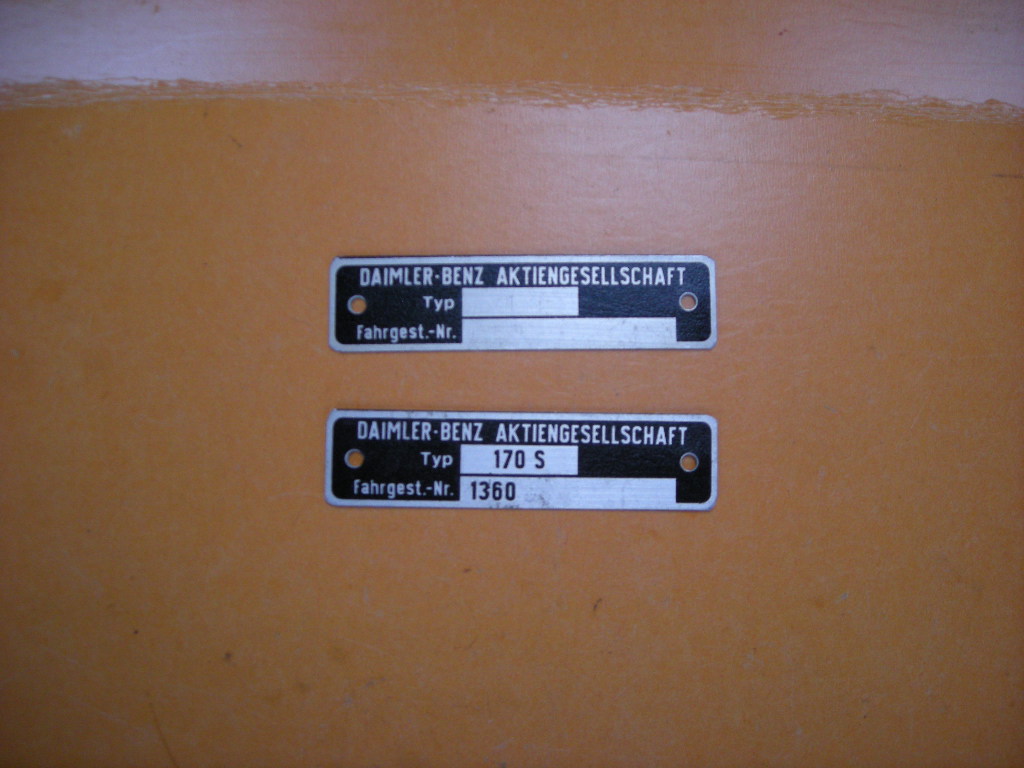 DAIMLER-BENZ AKTIENGESELLSCHAFT
Typ
Fahrgest.-Nr.
DAIMLER-BENZ AKTIENGESELLSCHAFT
Typ 170 S
Fahrgest.-Nr. 1360